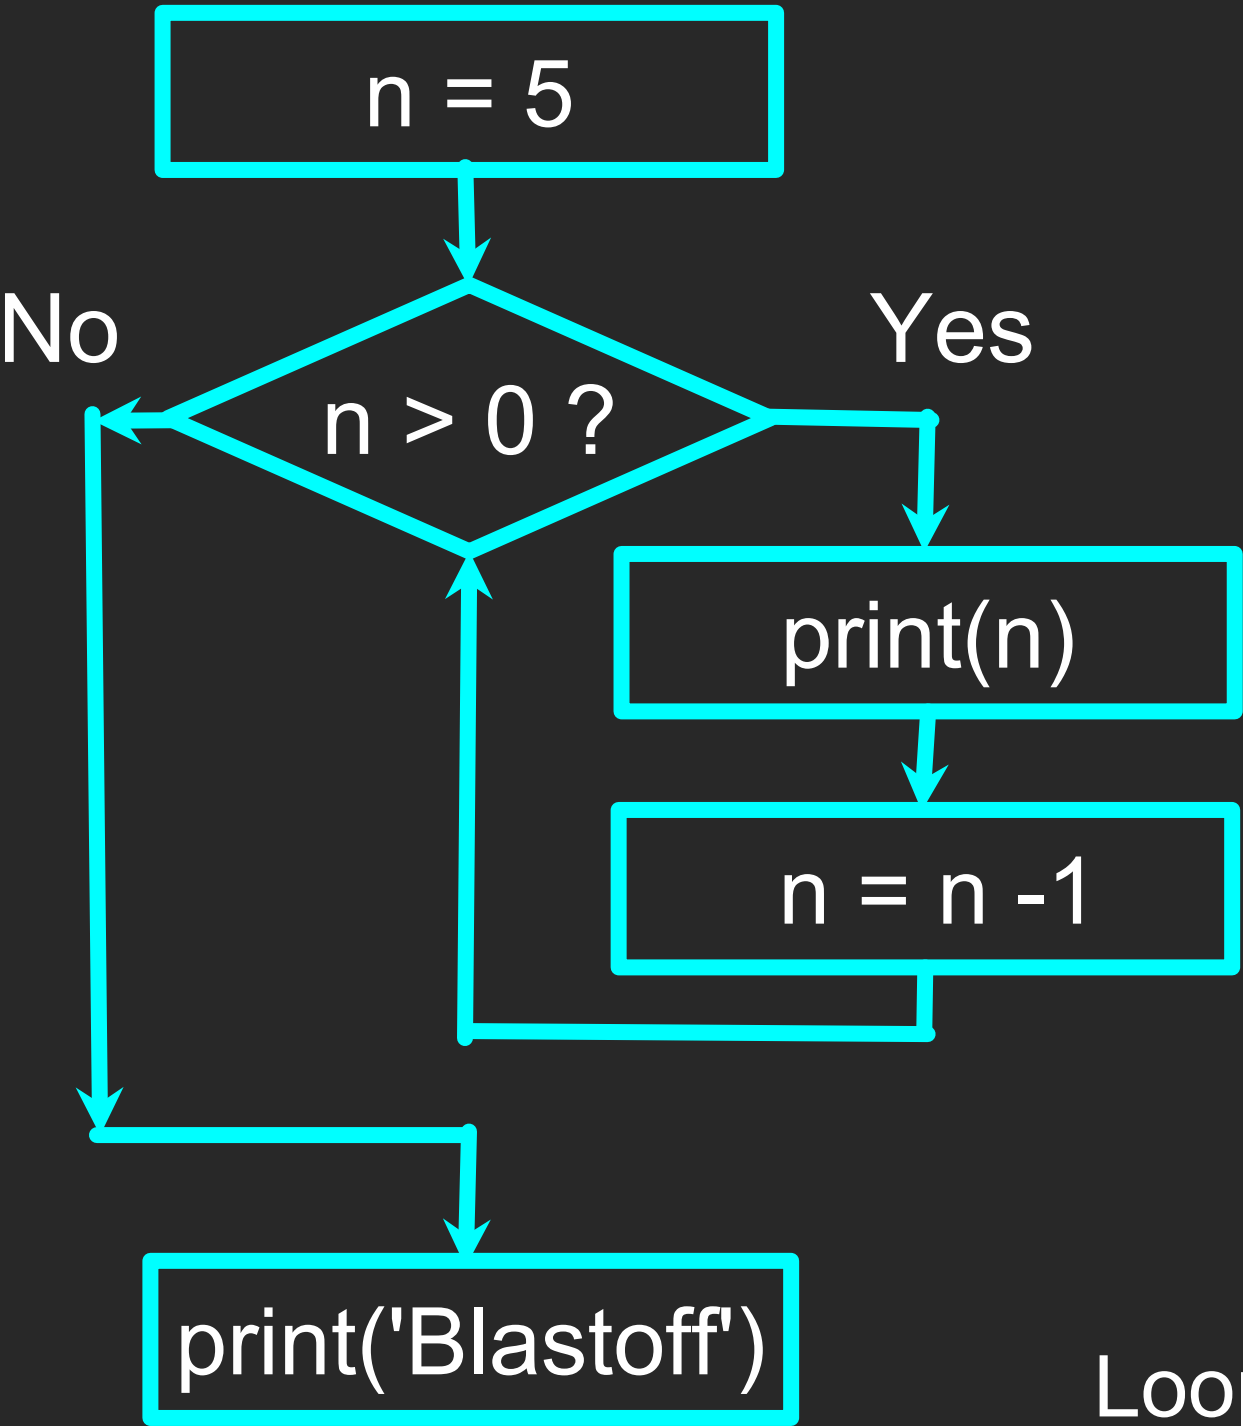 n = 5
No
Yes
n > 0 ?
print(n)
n = n -1
print('Blastoff')